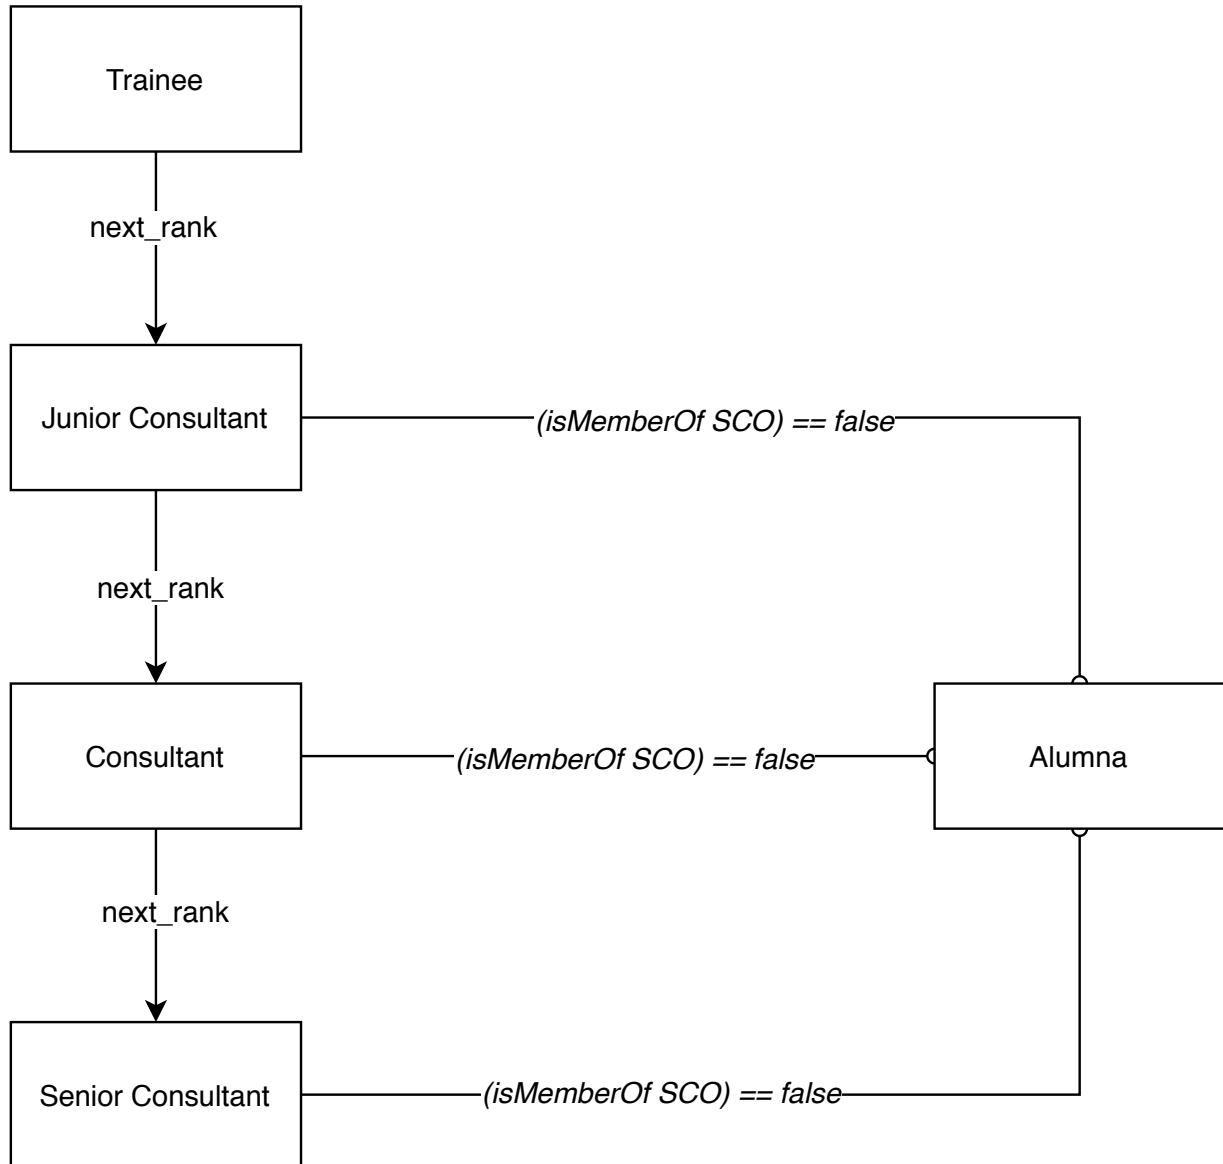 Trainee
next_rank
Junior Consultant
(isMemberOf SCO) == false
next_rank
Consultant
(isMemberOf SCO) == false
Alumna
next_rank
Senior Consultant
(isMemberOf SCO) == false